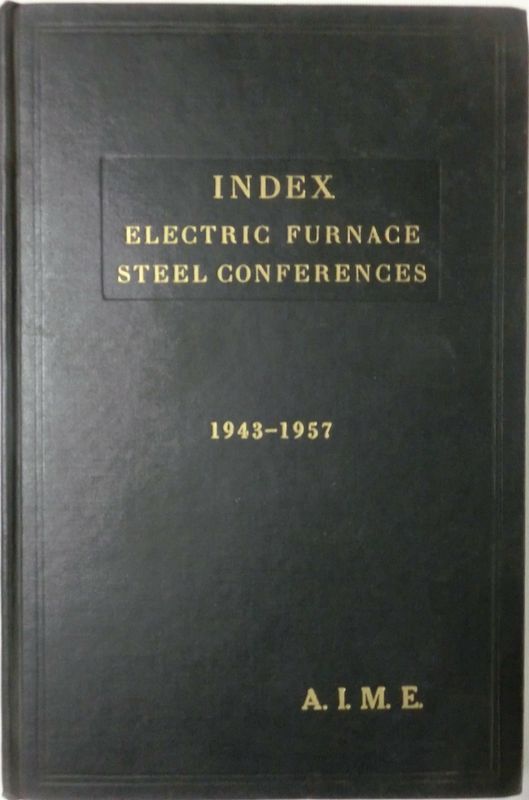 INDEX
ELECTRIC FURNACE
STEEL CONFERENCES
1943–1957
A. I. M. E.